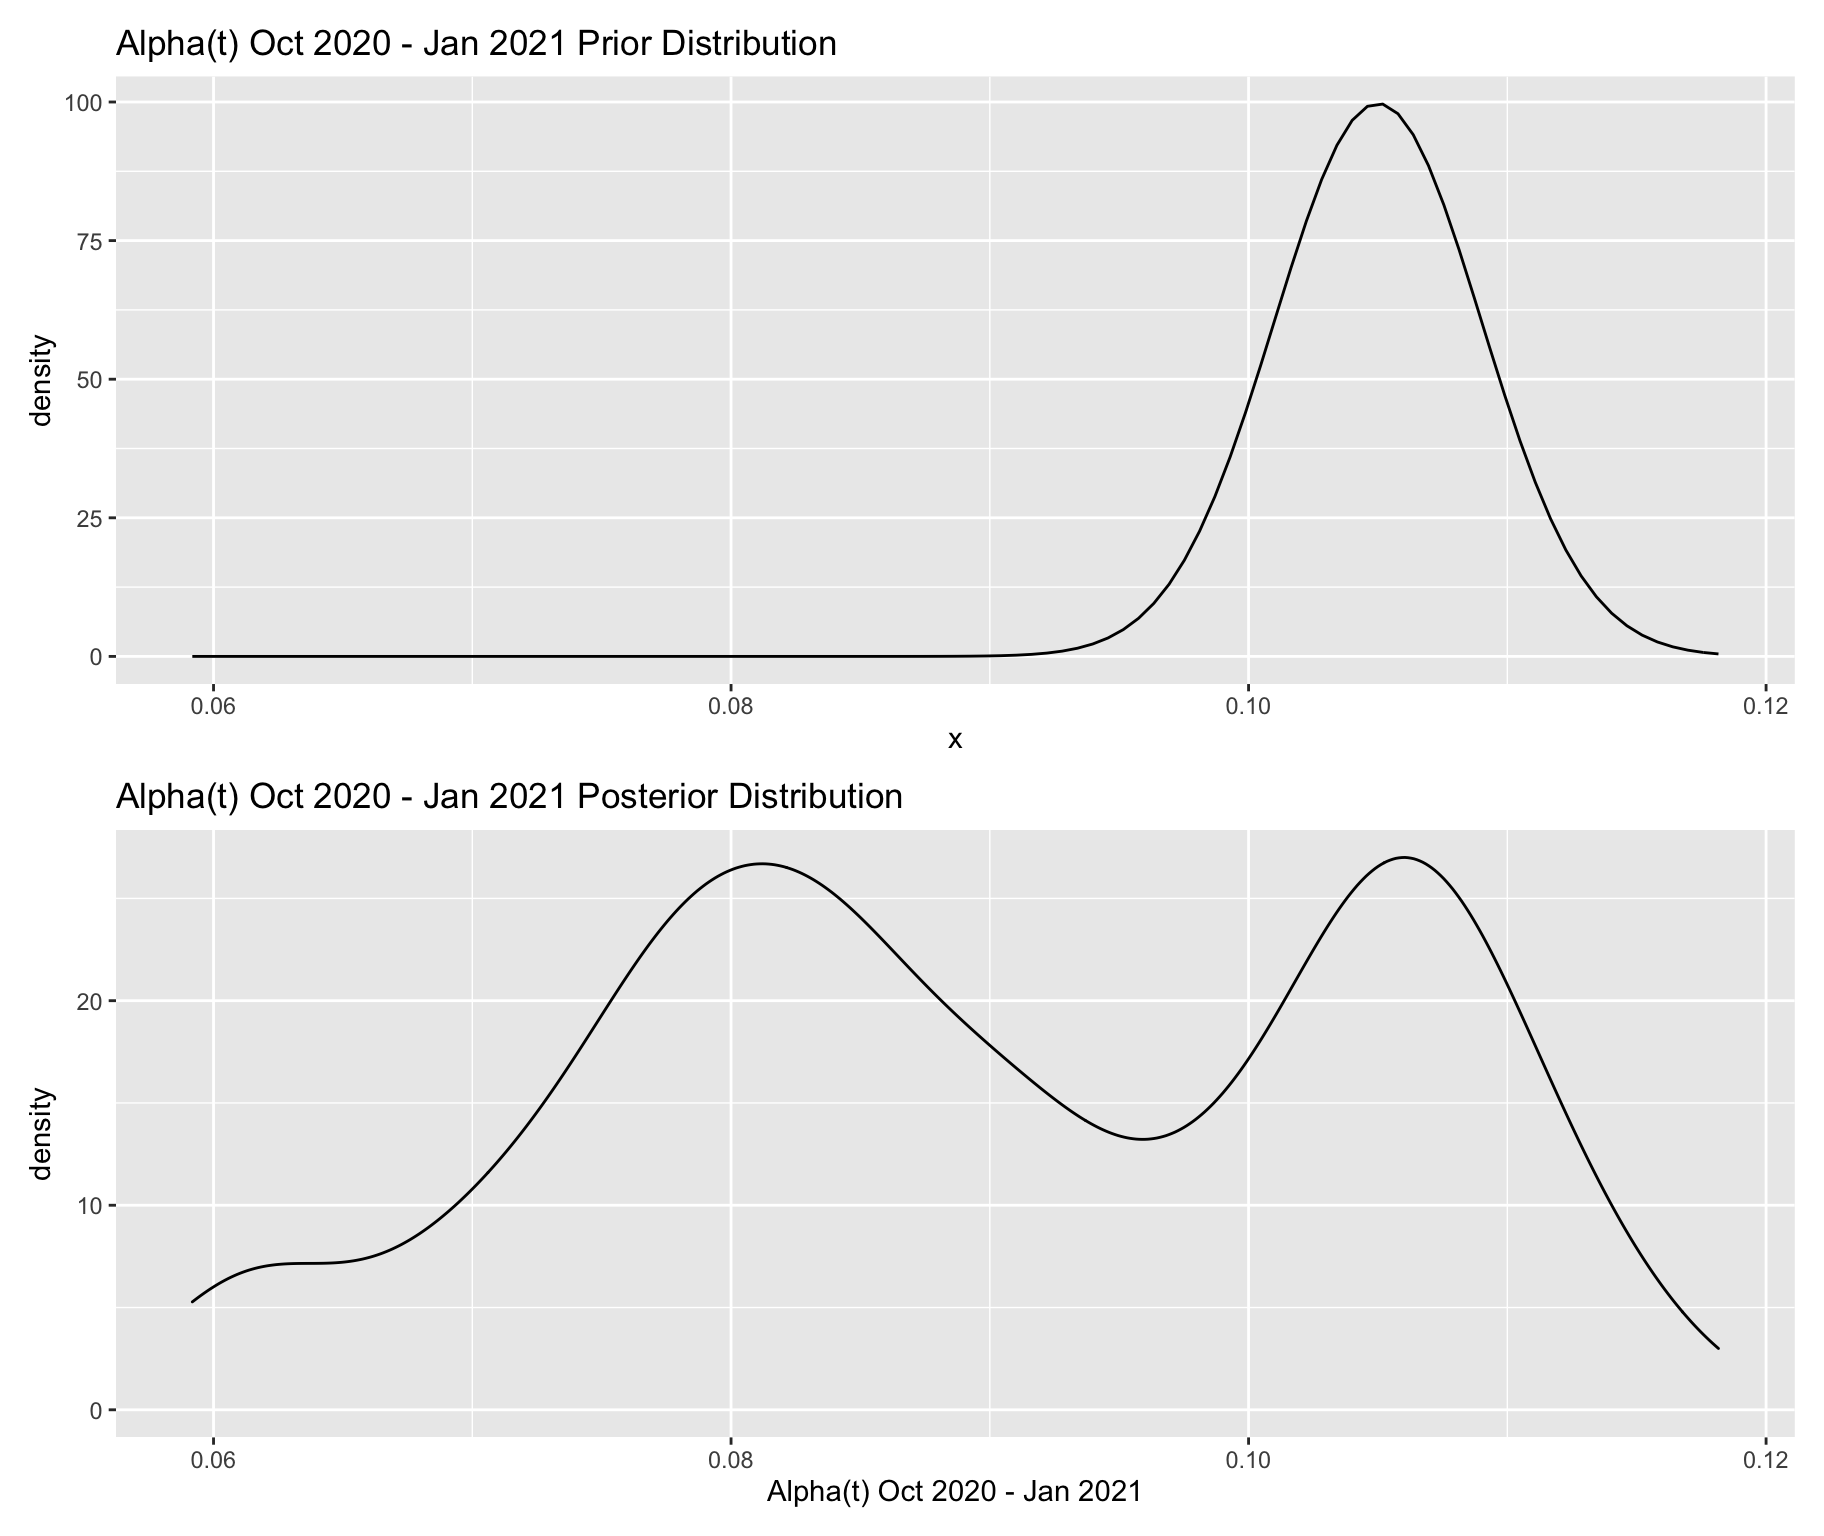 Alpha(t) Oct 2020 - Jan 2021 Prior Distribution
100
75
50
25
0
density
0.06 0.08 0.10 0.12
x
Alpha(t) Oct 2020 - Jan 2021 Posterior Distribution
20
10
0
density
0.06 0.08 0.10 0.12
Alpha(t) Oct 2020 - Jan 2021